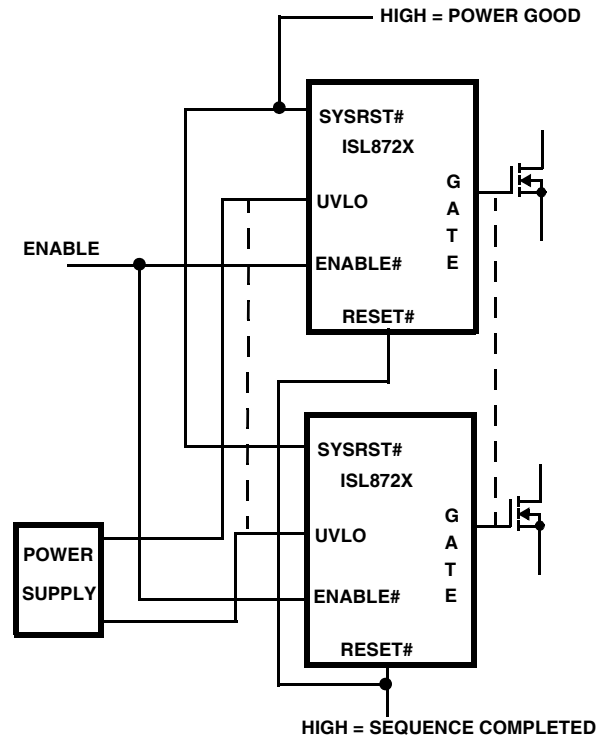 HIGH = POWER GOOD
SYSRST#
ISL872X
G
A
T
E
UVLO
ENABLE
ENABLE#
RESET#
SYSRST#
ISL872X
G
A
T
E
UVLO
POWER
SUPPLY
ENABLE#
RESET#
HIGH = SEQUENCE COMPLETED